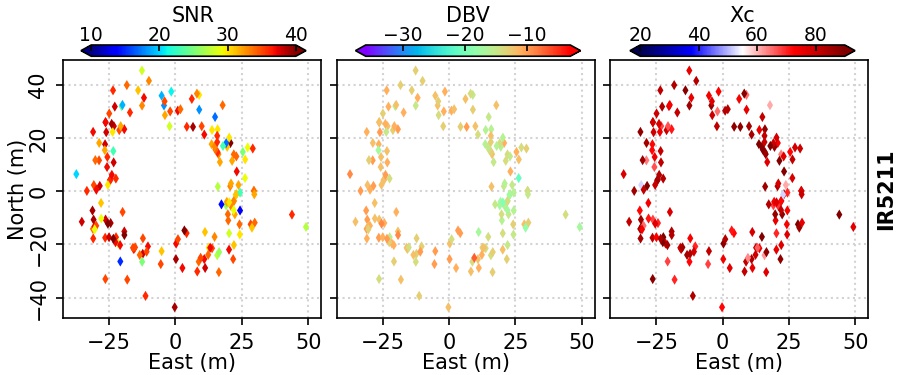 SNR DBV Xc
10 20 30 40 −30 −20 −10 20 40 60 80
North (m)
40
20
0
−20
−40
IR5211
−25 0 25 50 −25 0 25 50 −25 0 25 50
East (m) East (m) East (m)